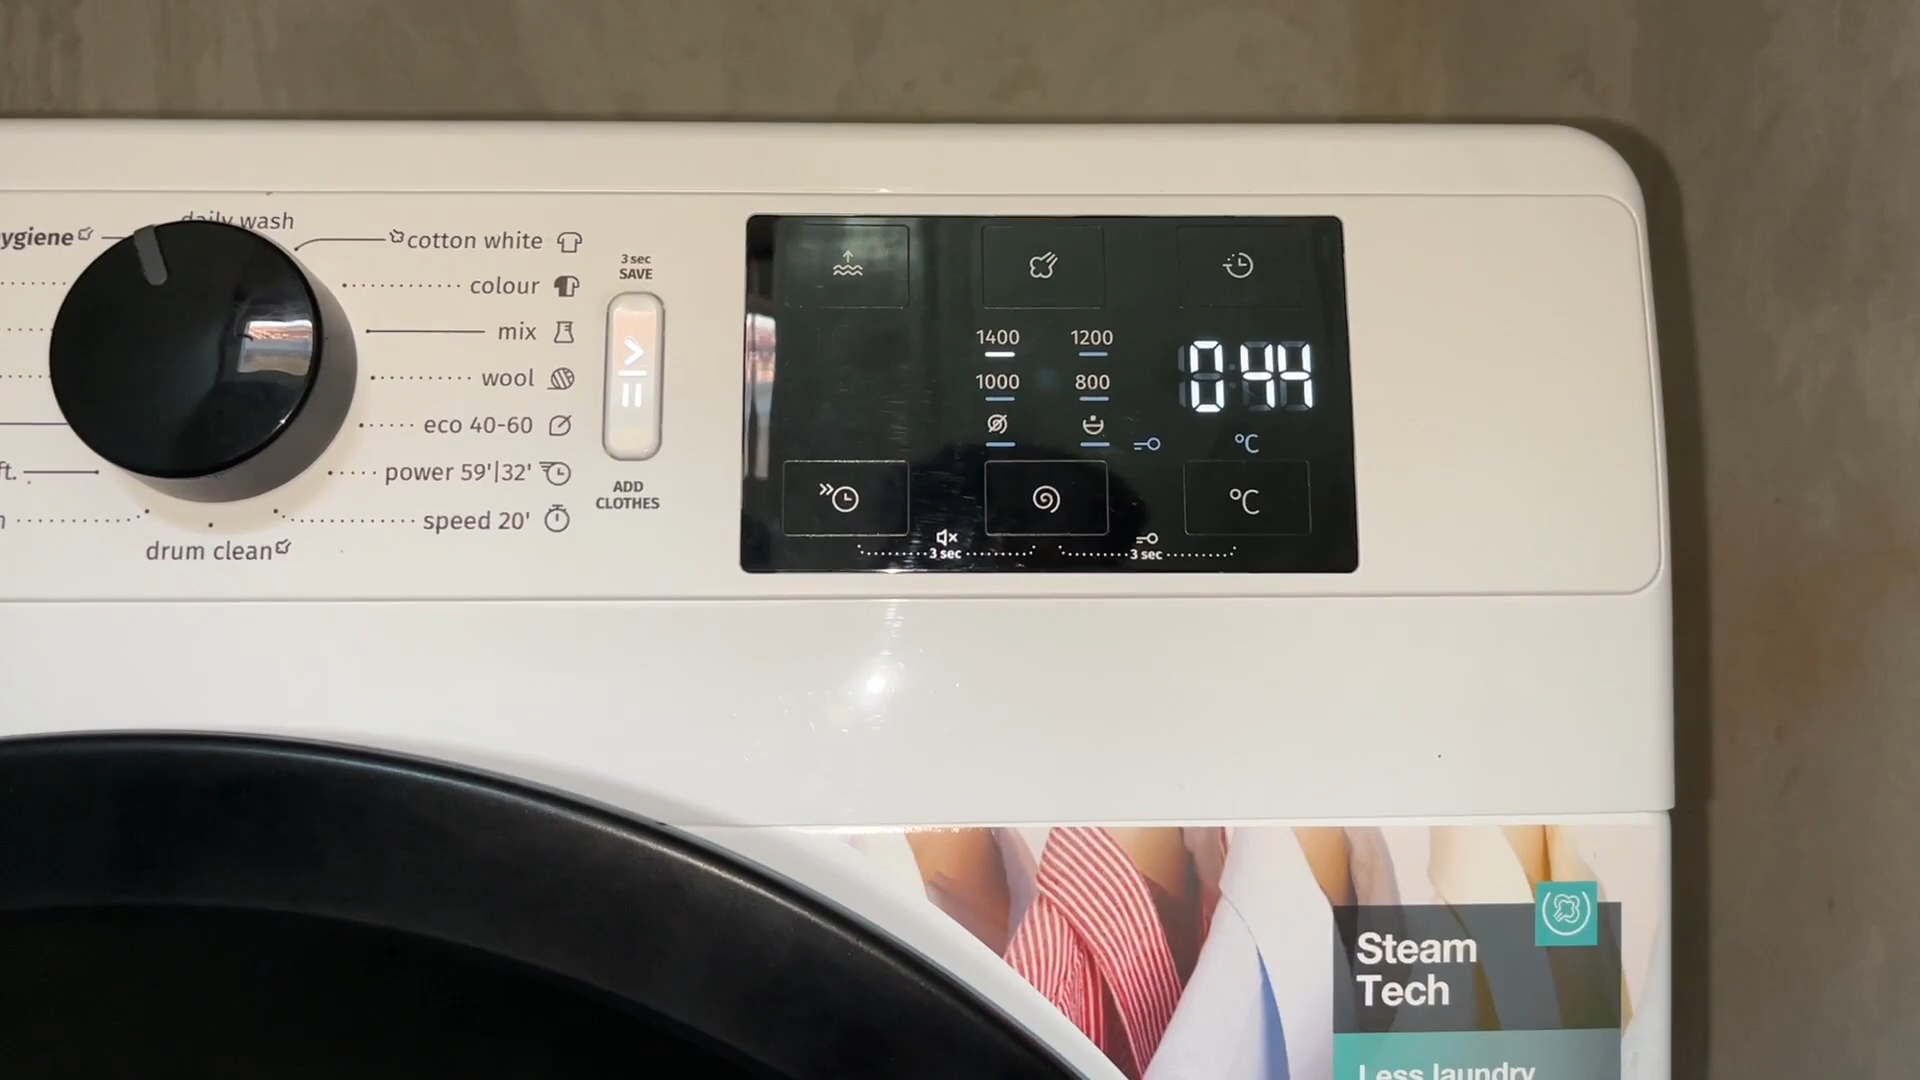 daily wash
ygiene
cotton white
colour
mix
wool
eco 40-60
power 59'|32'
speed 20'
drum clean
ft.
3 sec
SAVE
ADD
CLOTHES
1400 1200
1000 800
0:44
°C
°C
3 sec 3 sec
Steam
Tech
Less laundry